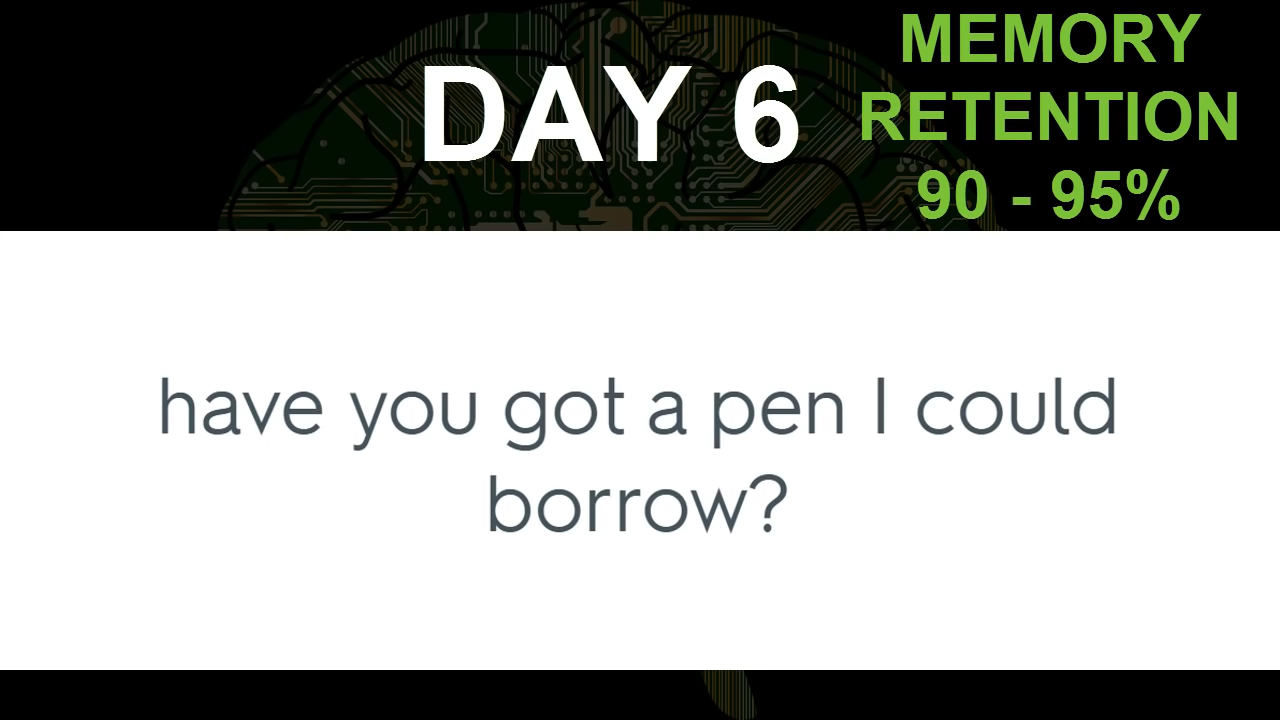 DAY 6
MEMORY
RETENTION
90 - 95%
have you got a pen I could
borrow?